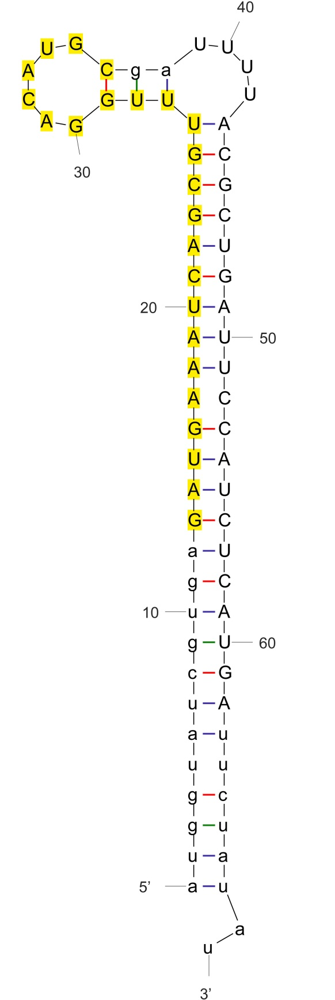 40
U G U U
A C g a U
C G U U U
A G U A
30 G C
C G
G C
A U
C G
20 U A
A U 50
A U
A C
G C
U A
A U
G C
a U
g C
10 u A
g U 60
c G
u A
a u
u u
g c
g u
u a
5’ a u
a
u
3’